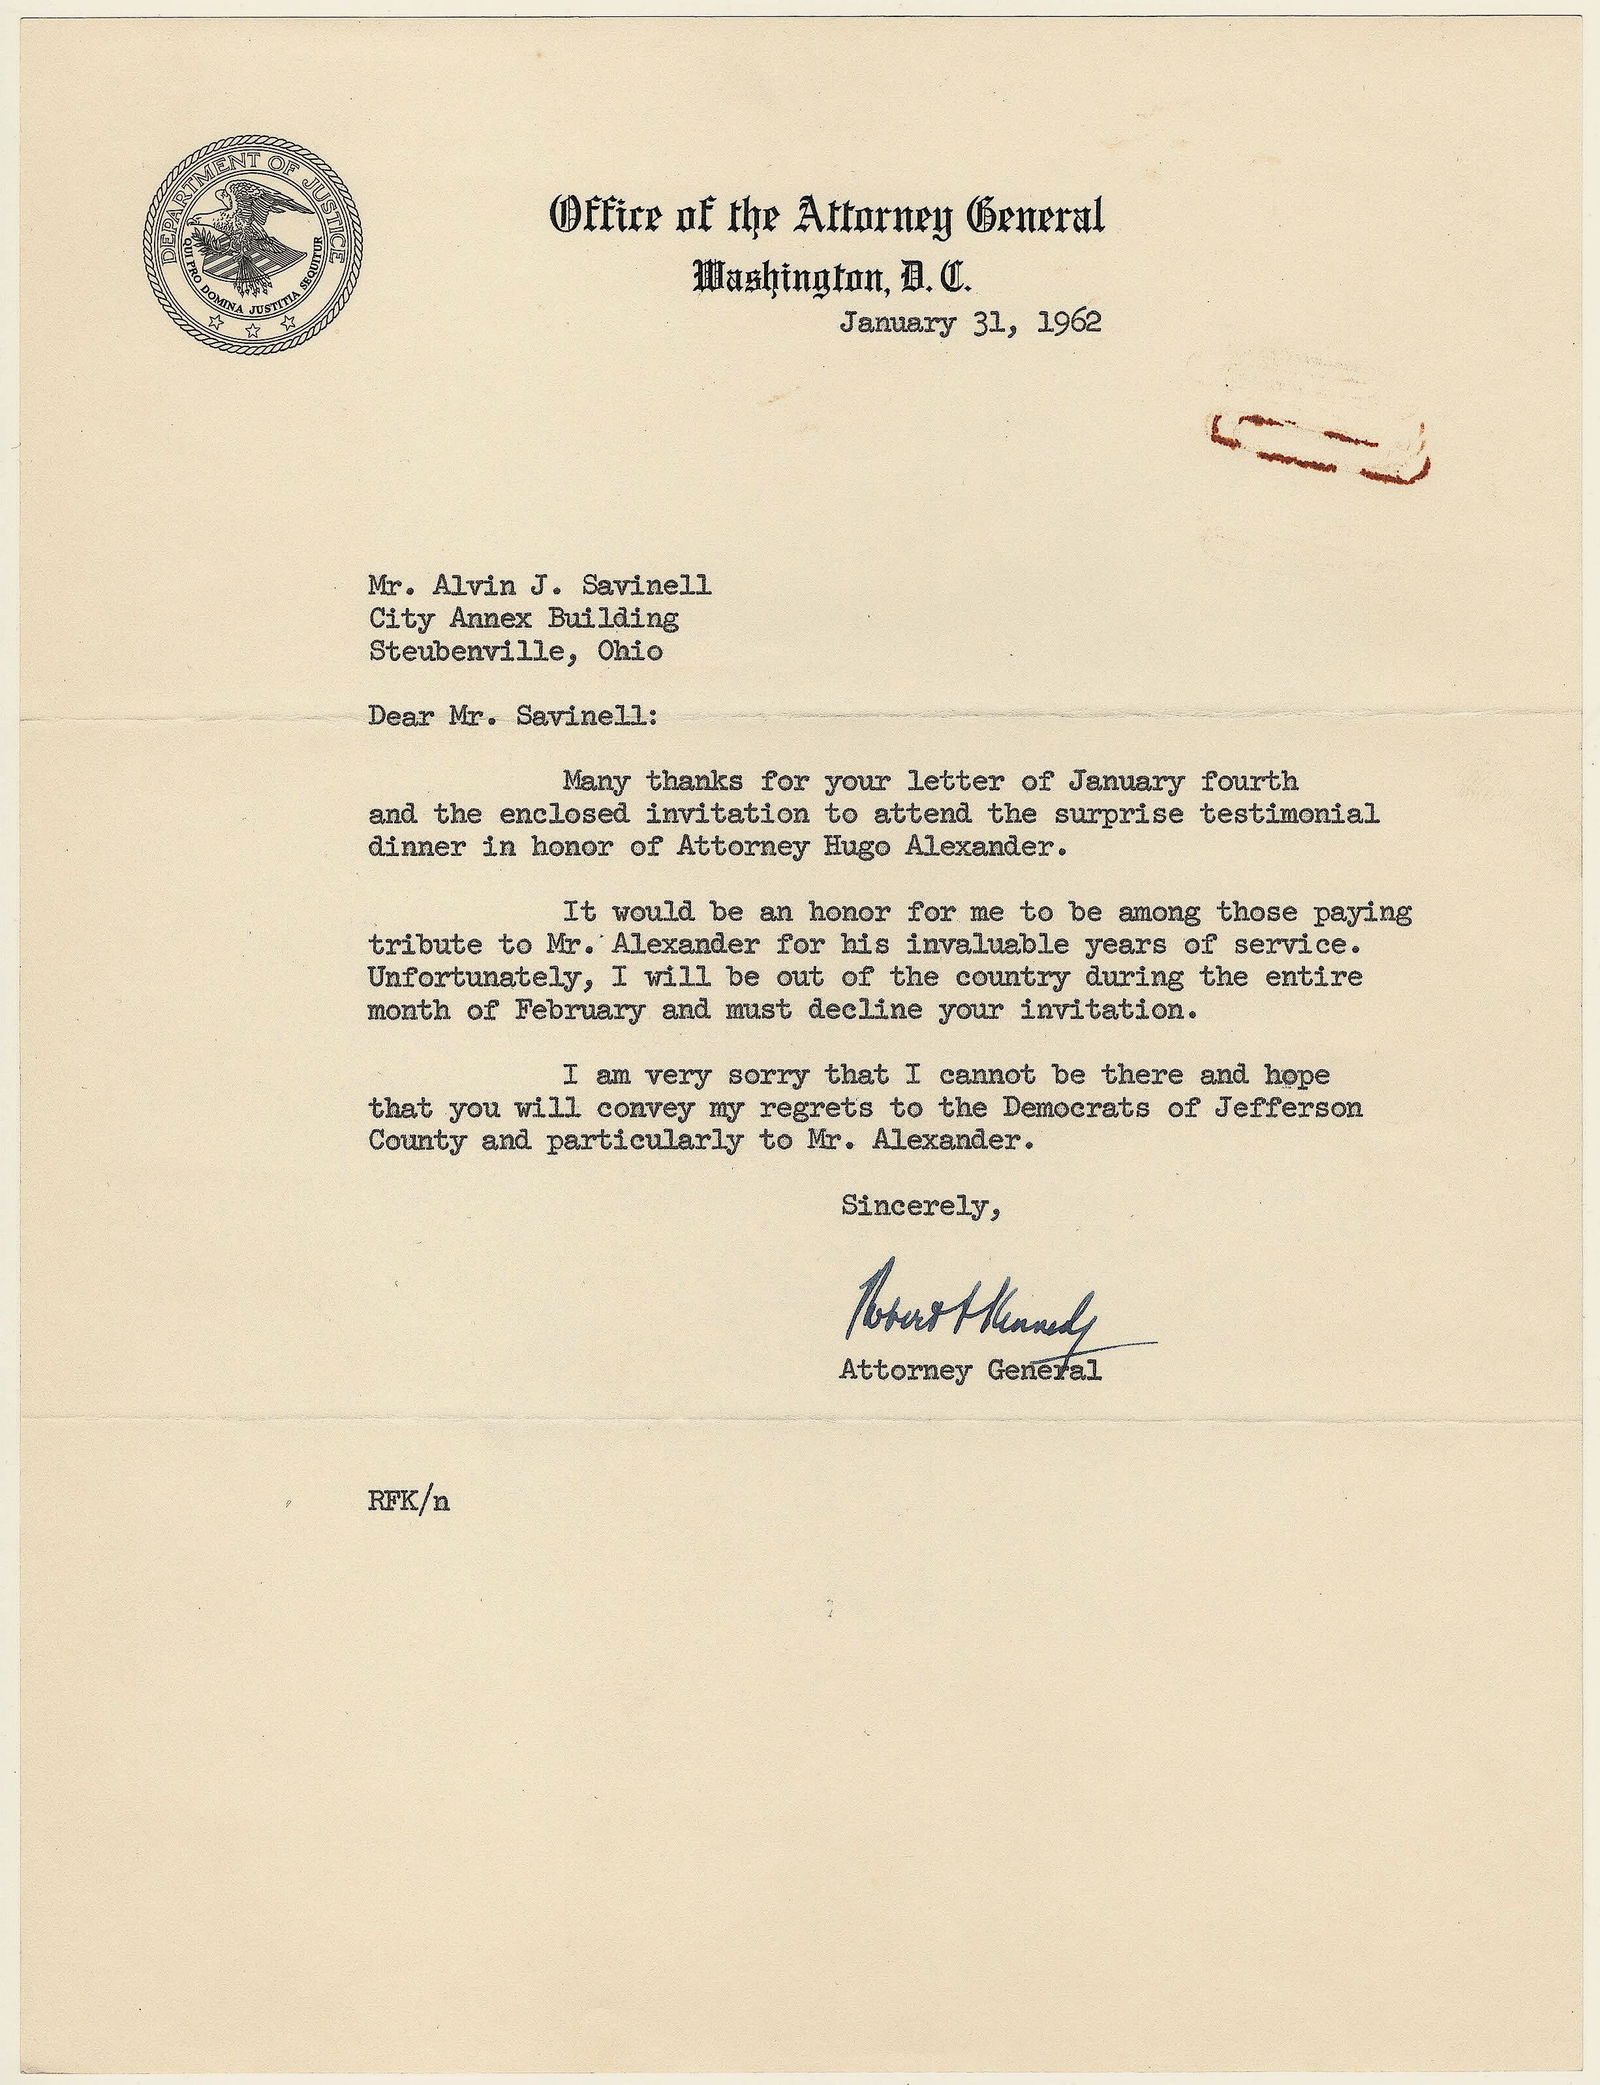 DEPARTMENT OF JUSTICE
QUI PRO DOMINA JUSTITIA SEQUITUR
Office of the Attorney General
Washington, D. C.
January 31, 1962
Mr. Alvin J. Savinell
City Annex Building
Steubenville, Ohio
Dear Mr. Savinell:
Many thanks for your letter of January fourth
and the enclosed invitation to attend the surprise testimonial
dinner in honor of Attorney Hugo Alexander.
It would be an honor for me to be among those paying
tribute to Mr. Alexander for his invaluable years of service.
Unfortunately, I will be out of the country during the entire
month of February and must decline your invitation.
I am very sorry that I cannot be there and hope
that you will convey my regrets to the Democrats of Jefferson
County and particularly to Mr. Alexander.
Sincerely,
Robert F Kennedy
Attorney General
RFK/n